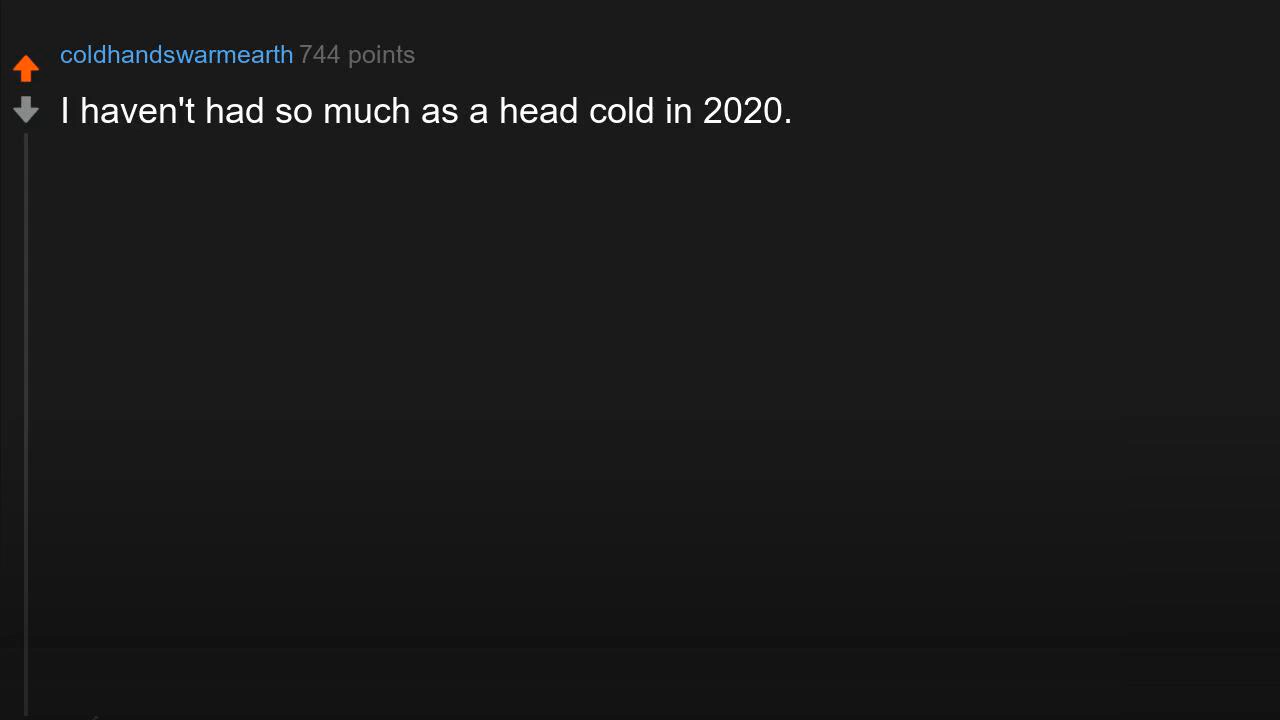 coldhandswarmearth 744 points
I haven't had so much as a head cold in 2020.